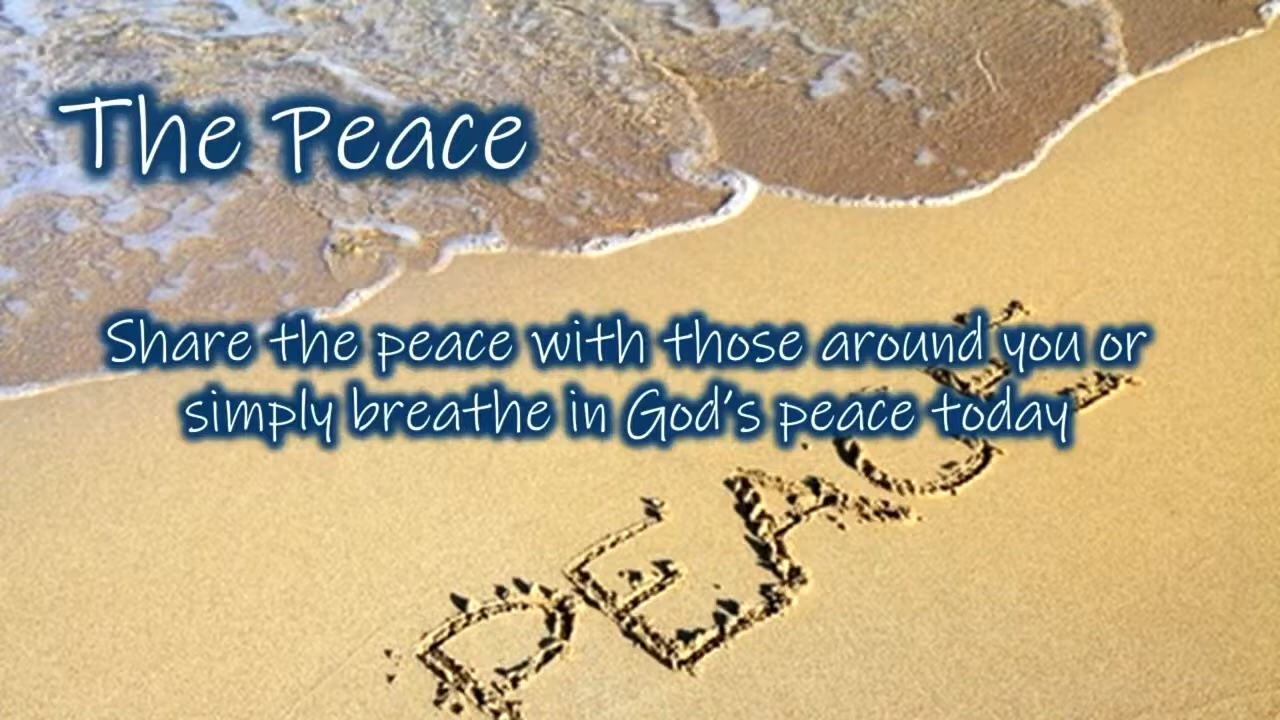 The Peace
Share the peace with those around you or
simply breathe in God's peace today
PEACE